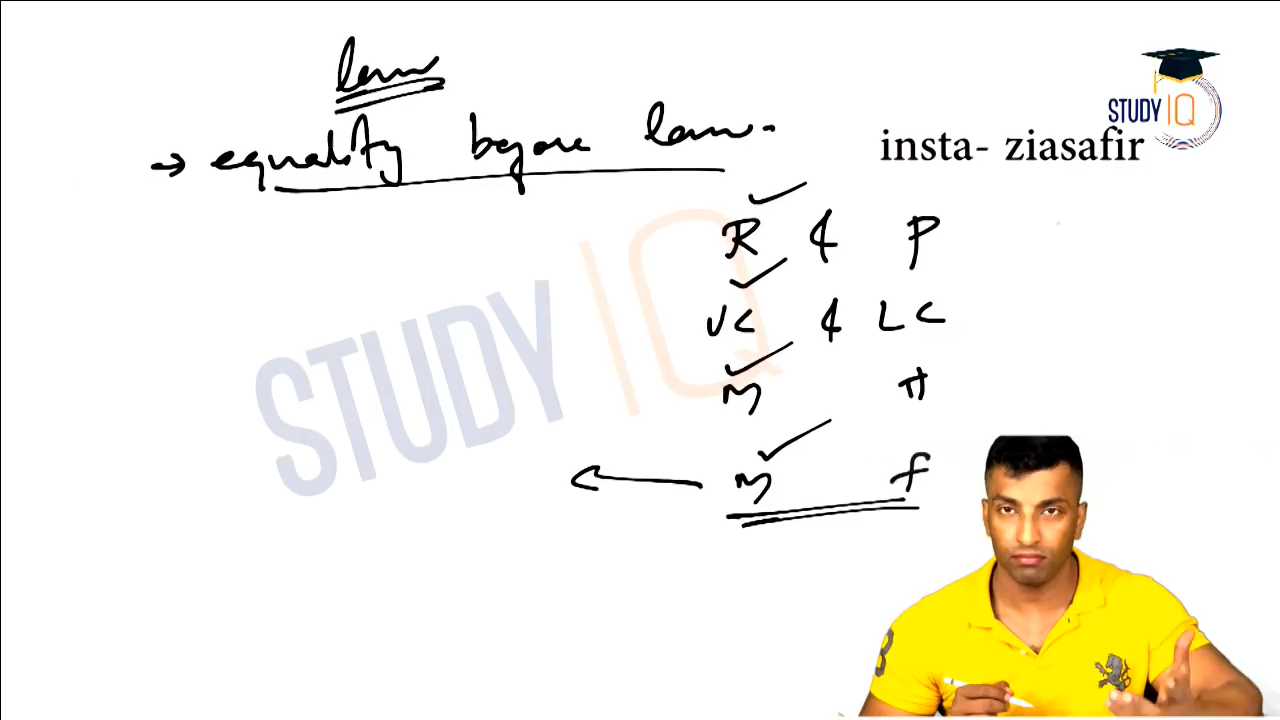 law
→ equality before law.
STUDY IQ
insta- ziasafir
R & P
UC & LC
M H
M F
STUDY IQ